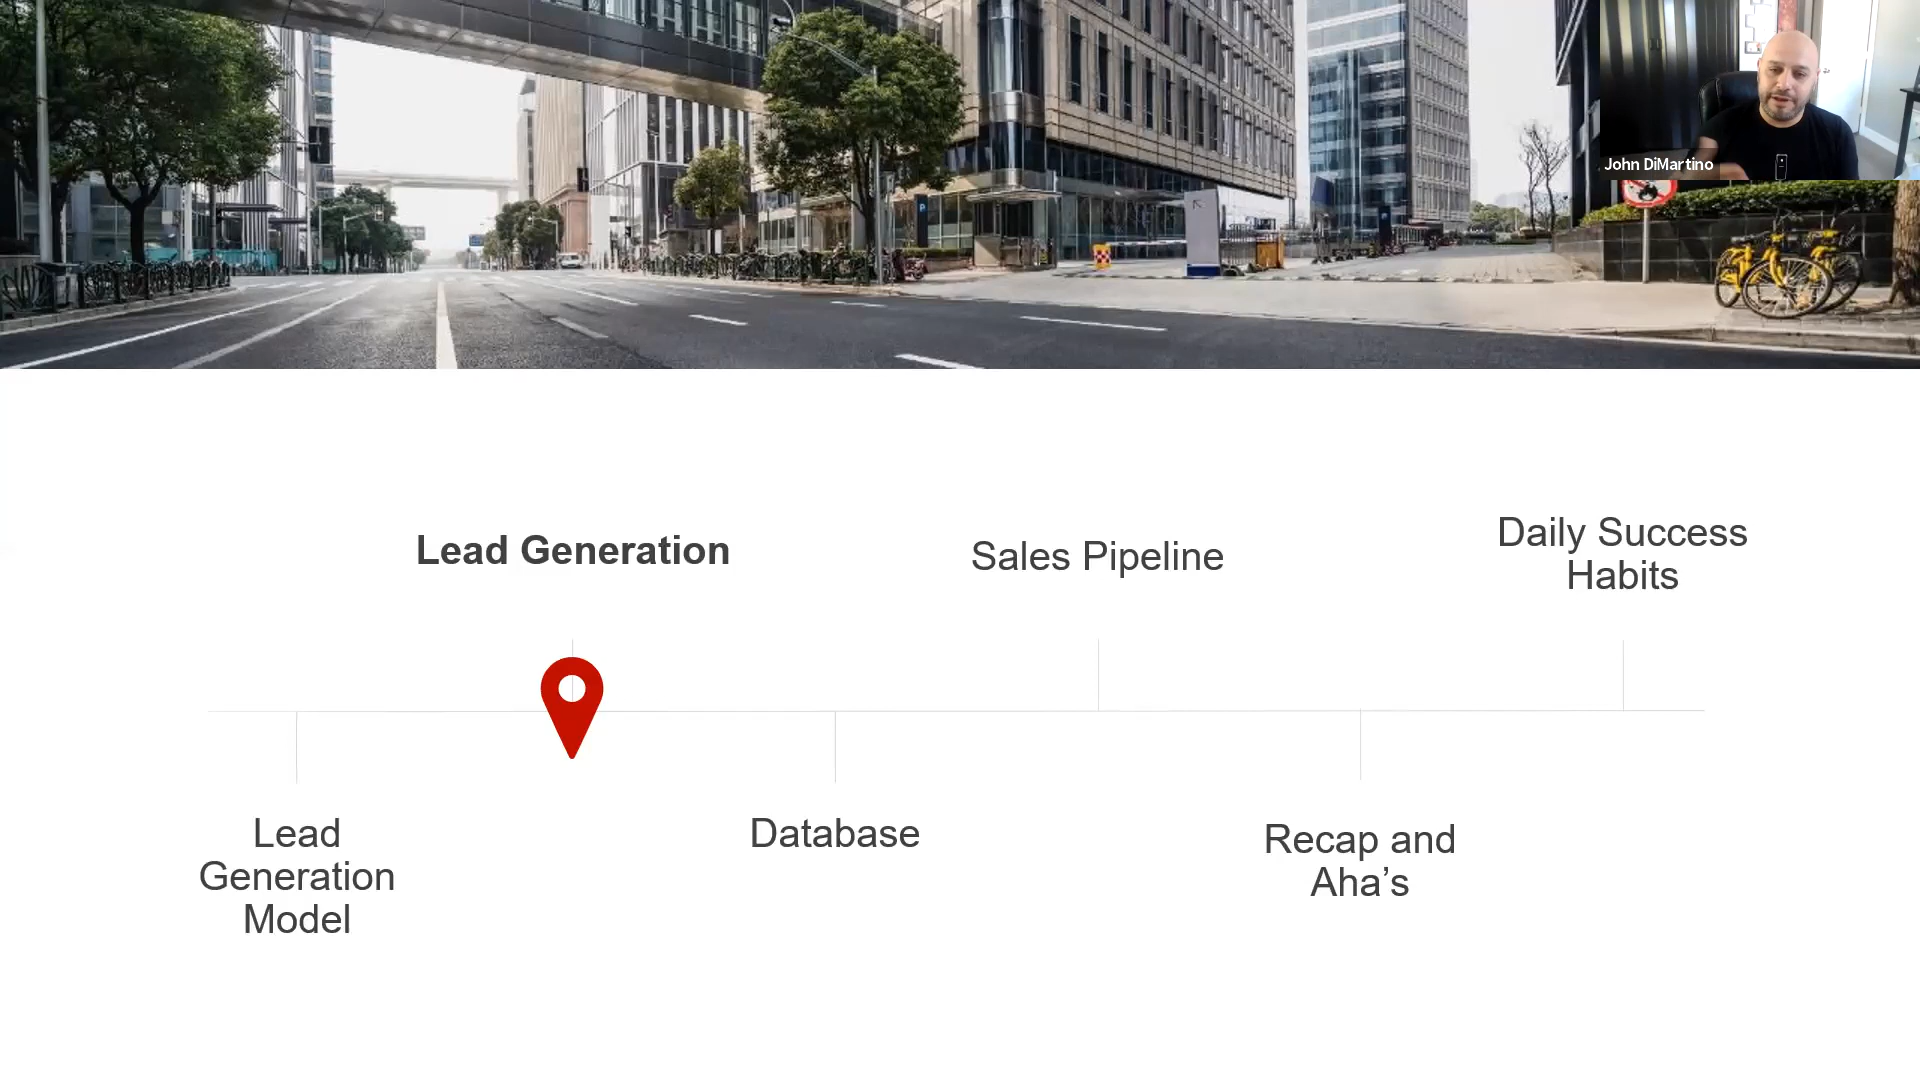 John DiMartino
P
Lead Generation
Sales Pipeline
Daily Success
Habits
Lead
Generation
Model
Database
Recap and
Aha’s